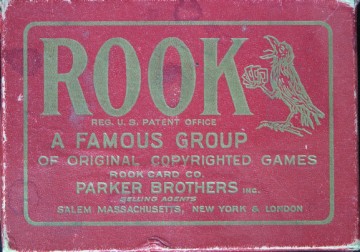 ROOK
REG. U.S. PATENT OFFICE
A FAMOUS GROUP
OF ORIGINAL COPYRIGHTED GAMES
ROOK CARD CO.
PARKER BROTHERS INC.
SELLING AGENTS
SALEM MASSACHUSETTS, NEW YORK & LONDON